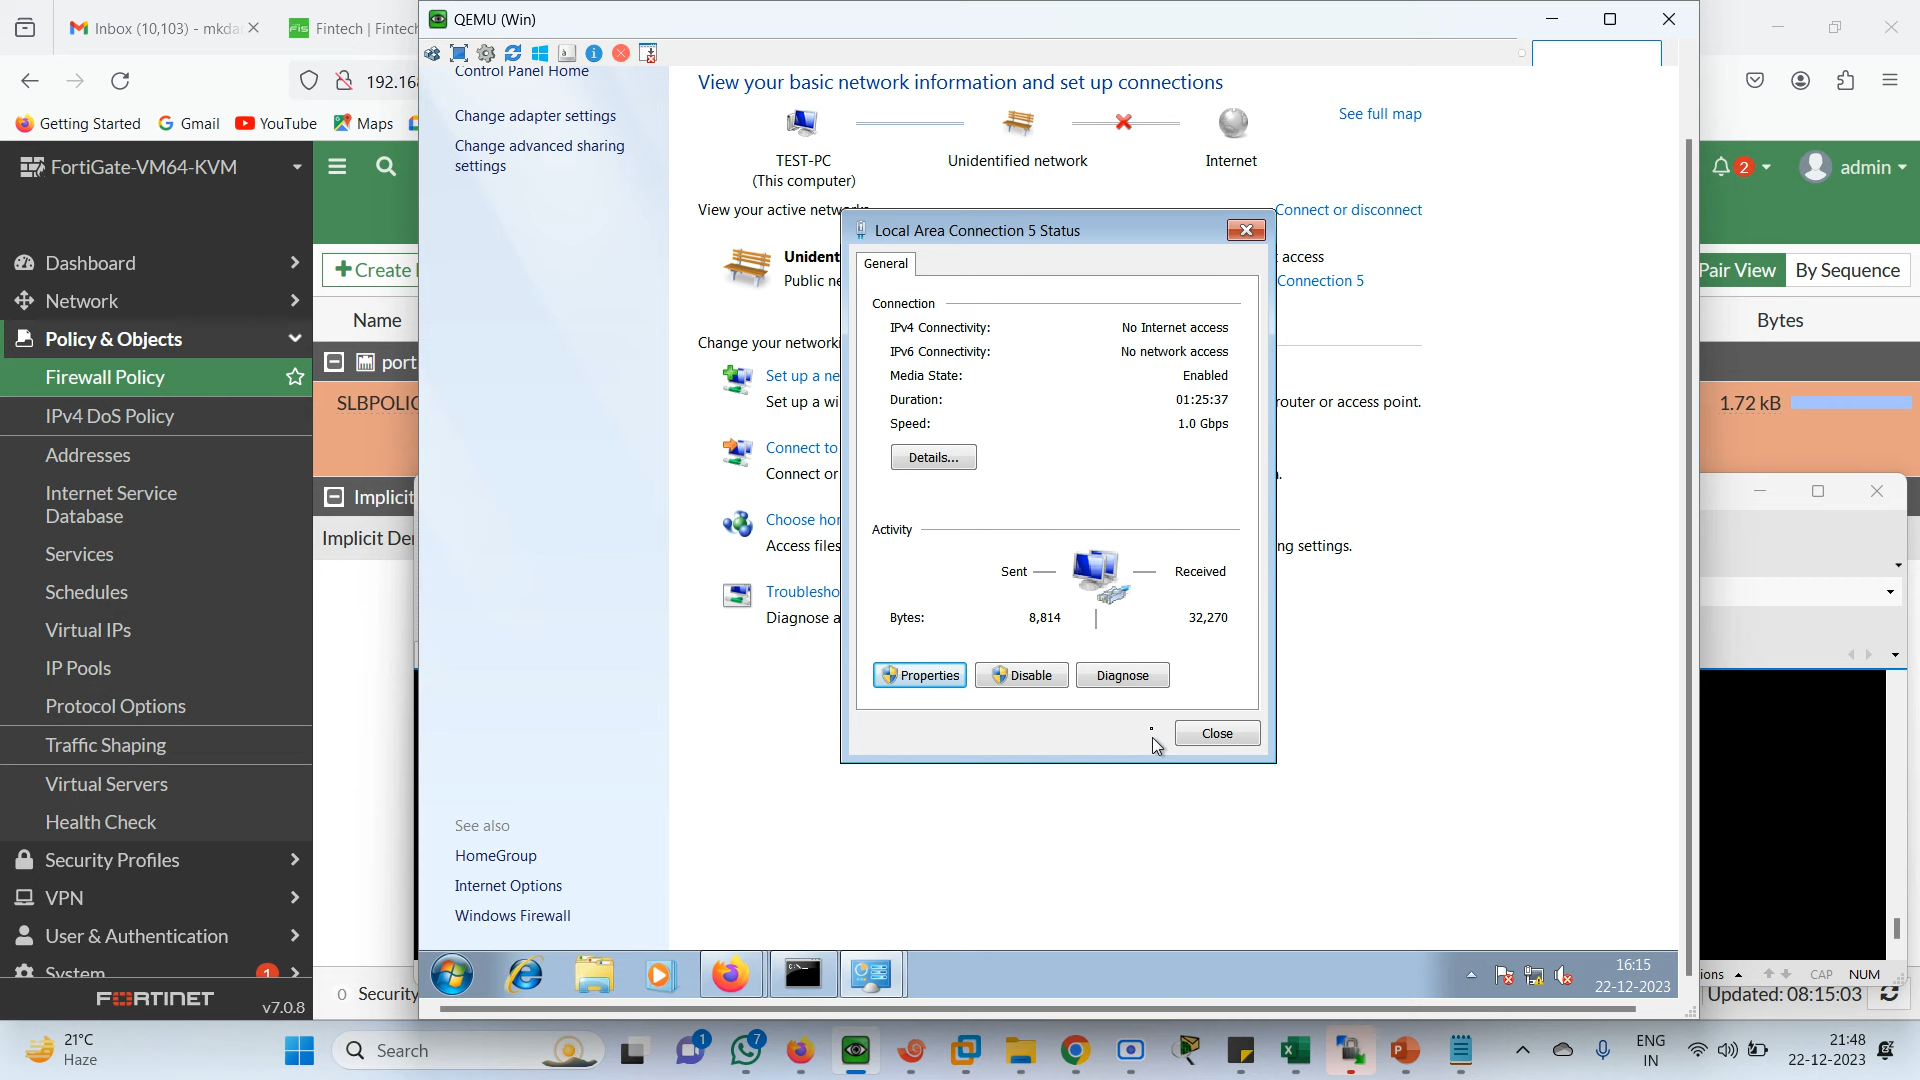 Inbox (10,103) - mkda
Fintech | Fintech
192.168
Getting Started
Gmail
YouTube
Maps
FortiGate-VM64-KVM
Dashboard
Network
Policy & Objects
Firewall Policy
IPv4 DoS Policy
Addresses
Internet Service
Database
Services
Schedules
Virtual IPs
IP Pools
Protocol Options
Traffic Shaping
Virtual Servers
Health Check
Security Profiles
VPN
User & Authentication
System
1
FORTINET
v7.0.8
Create
Name
port
SLBPOLIC
Implicit
Implicit De
0 Security
QEMU (Win)
Control Panel Home
Change adapter settings
Change advanced sharing
settings
See also
HomeGroup
Internet Options
Windows Firewall
View your basic network information and set up connections
See full map
TEST-PC
(This computer)
Unidentified network
Internet
View your active netw
Connect or disconnect
Unident
Public ne
access
Connection 5
Change your network
Set up a ne
Set up a wi
router or access point.
Connect to
Connect or
Choose ho
Access files
ng settings.
Troublesho
Diagnose a
Local Area Connection 5 Status
General
Connection
IPv4 Connectivity: No Internet access
IPv6 Connectivity: No network access
Media State: Enabled
Duration: 01:25:37
Speed: 1.0 Gbps
Details...
Activity
Sent
Received
Bytes: 8,814 32,270
Properties
Disable
Diagnose
Close
16:15
22-12-2023
2
admin
Pair View
By Sequence
Bytes
1.72 kB
ions
CAP
NUM
Updated: 08:15:03
21°C
Haze
Search
1
7
ENG
IN
21:48
22-12-2023